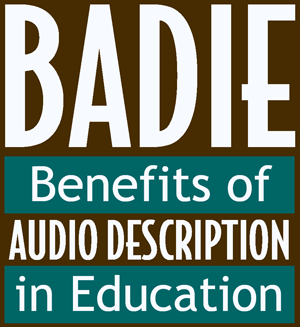 BADIE
Benefits of
AUDIO DESCRIPTION
in Education